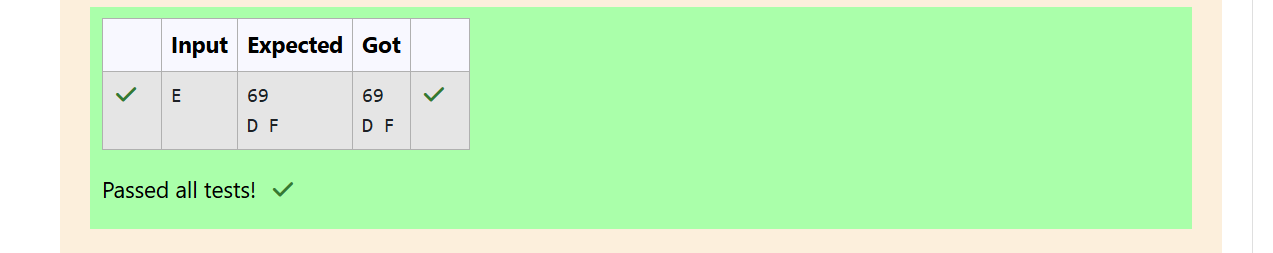 Input Expected Got
E 69 69
D F D F
Passed all tests!